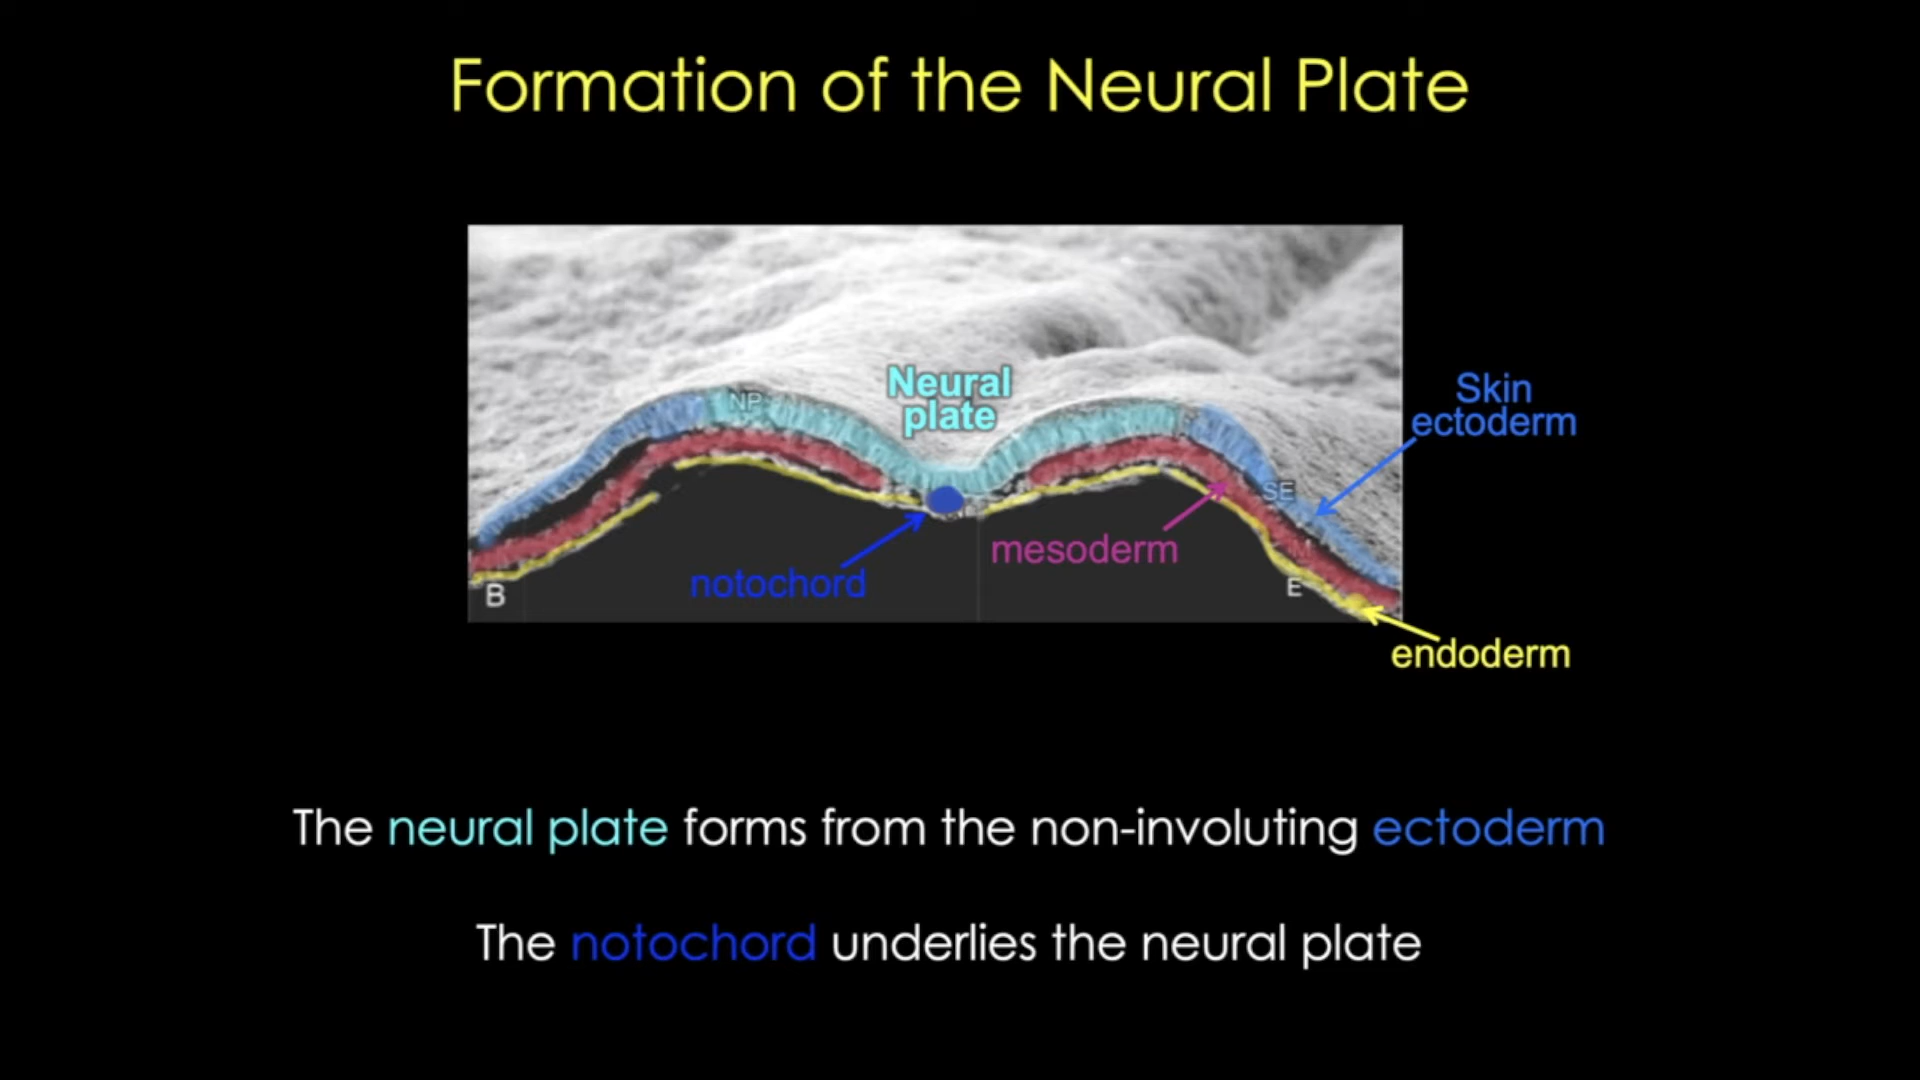 Formation of the Neural Plate
Neural
plate
NP
Skin
ectoderm
SE
mesoderm
M
notochord
B
E
endoderm
The neural plate forms from the non-involuting ectoderm
The notochord underlies the neural plate